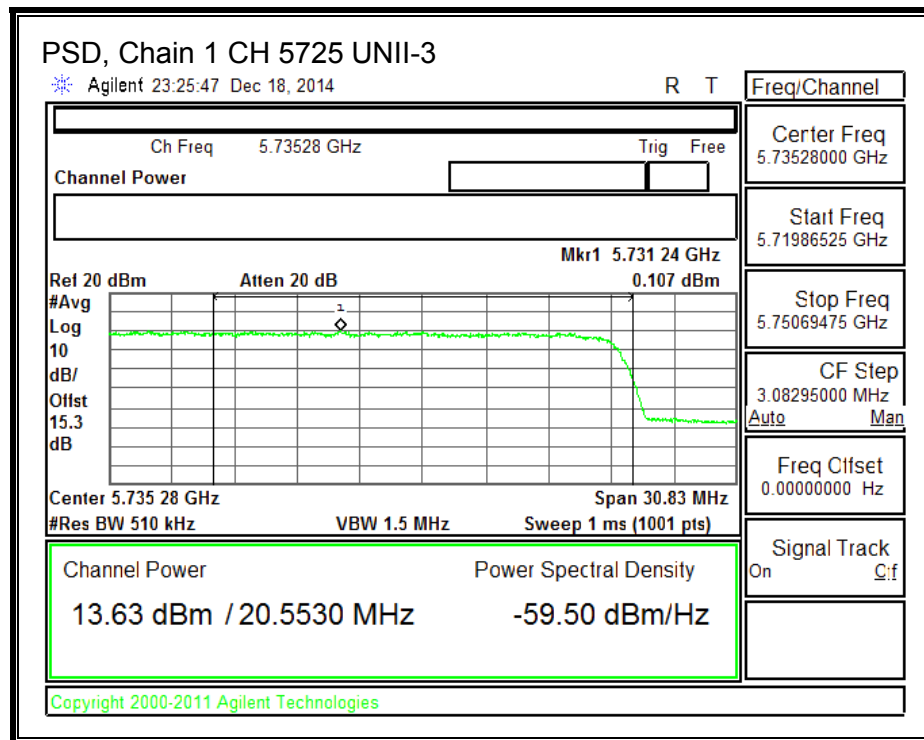 PSD, Chain 1 CH 5725 UNII-3
Agilent 23:25:47 Dec 18, 2014 R T
Freq/Channel
Ch Freq 5.73528 GHz Trig Free
Channel Power
Center Freq
5.73528000 GHz
Start Freq
5.71986525 GHz
Mkr1 5.731 24 GHz
Ref 20 dBm Atten 20 dB 0.107 dBm
Stop Freq
5.75069475 GHz
#Avg
Log
10
dB/
Offst
15.3
dB
1
CF Step
3.08295000 MHz
Auto Man
Freq Offset
0.00000000 Hz
Center 5.735 28 GHz Span 30.83 MHz
#Res BW 510 kHz VBW 1.5 MHz Sweep 1 ms (1001 pts)
Signal Track
On Off
Channel Power Power Spectral Density
13.63 dBm / 20.5530 MHz -59.50 dBm/Hz
Copyright 2000-2011 Agilent Technologies